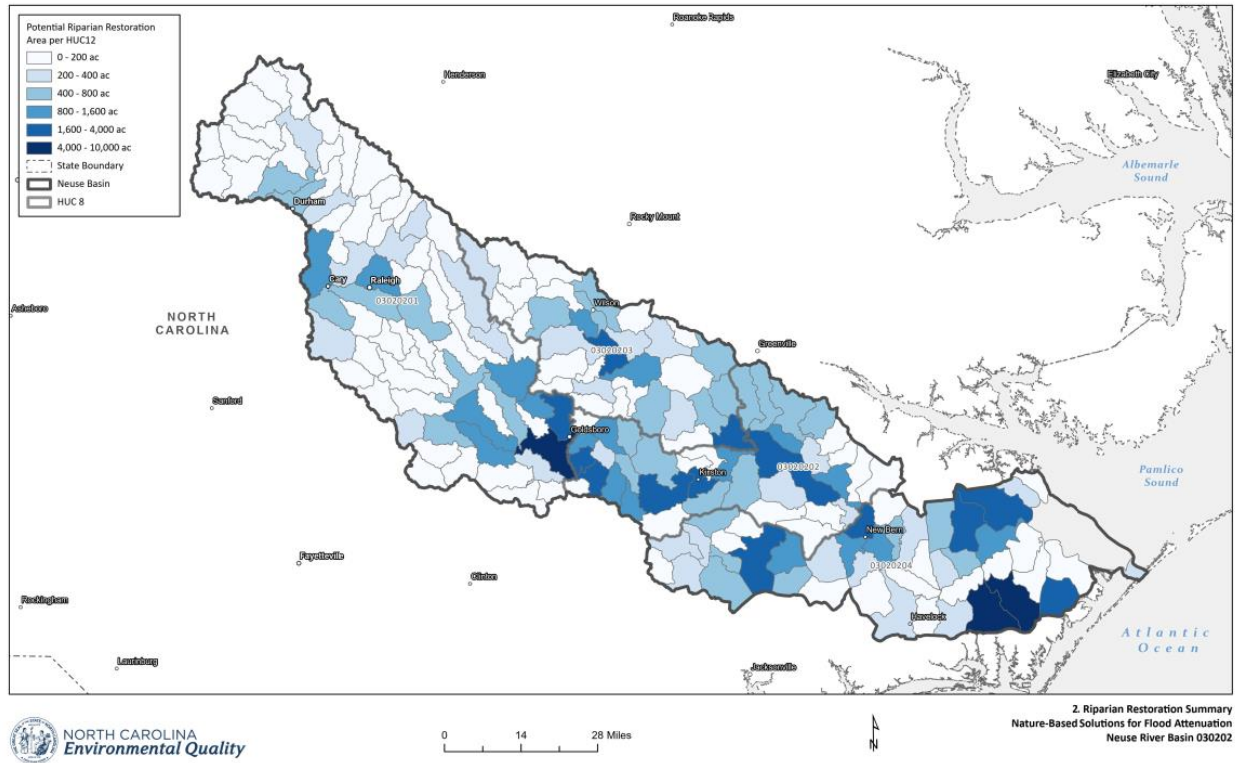 Potential Riparian Restoration
Area per HUC12
0 - 200 ac
200 - 400 ac
400 - 800 ac
800 - 1,600 ac
1,600 - 4,000 ac
4,000 - 10,000 ac
State Boundary
Neuse Basin
HUC 8
Roanoke Rapids
Henderson
Elizabeth City
Albemarle
Sound
Durham
Rocky Mount
Cary
Raleigh
03020201
Wilson
Asheboro
NORTH
CAROLINA
03020203
Greenville
Sanford
Goldsboro
Kinston
03020202
Pamlico
Sound
New Bern
Fayetteville
03020204
Clinton
Rockingham
Havelock
Atlantic
Ocean
Laurinburg
Jacksonville
NORTH CAROLINA
Environmental Quality
0 14 28 Miles
N
2. Riparian Restoration Summary
Nature-Based Solutions for Flood Attenuation
Neuse River Basin 030202